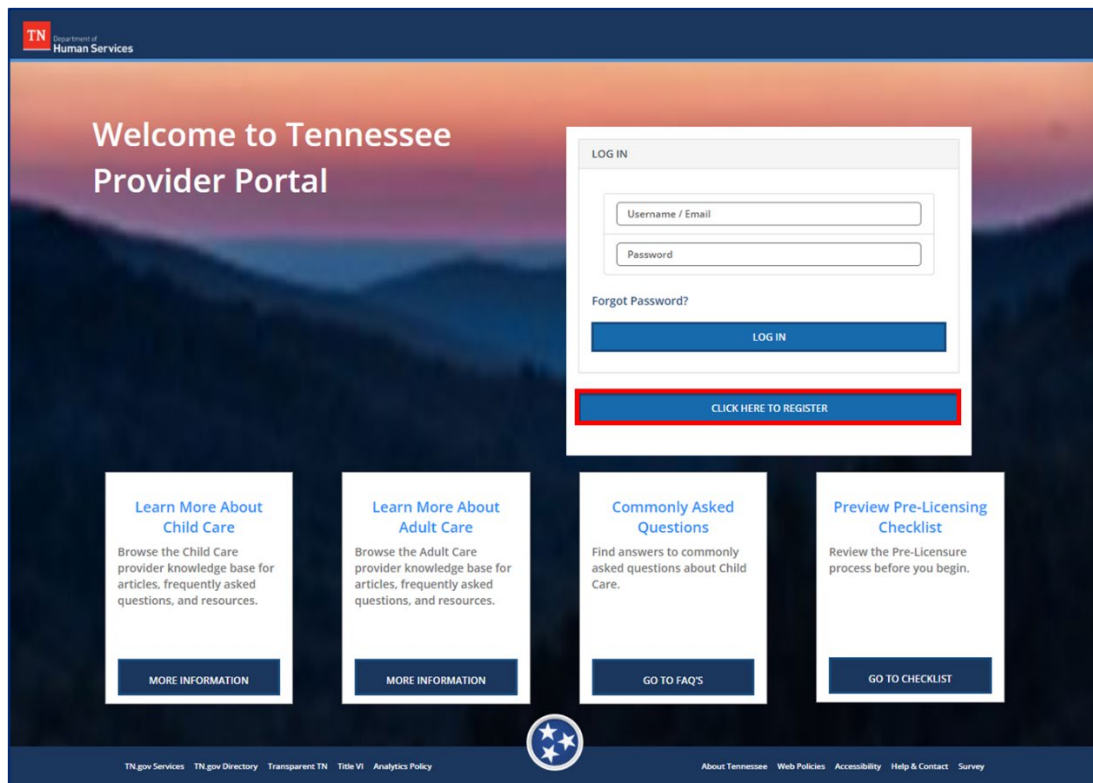 TN
Department of
Human Services
Welcome to Tennessee
Provider Portal
LOG IN
Username / Email
Password
Forgot Password?
LOG IN
CLICK HERE TO REGISTER
Learn More About
Child Care
Browse the Child Care
provider knowledge base for
articles, frequently asked
questions, and resources.
MORE INFORMATION
Learn More About
Adult Care
Browse the Adult Care
provider knowledge base for
articles, frequently asked
questions, and resources.
MORE INFORMATION
Commonly Asked
Questions
Find answers to commonly
asked questions about Child
Care.
GO TO FAQ'S
Preview Pre-Licensing
Checklist
Review the Pre-Licensure
process before you begin.
GO TO CHECKLIST
TN.gov Services TN.gov Directory Transparent TN Title VI Analytics Policy
About Tennessee Web Policies Accessibility Help & Contact Survey